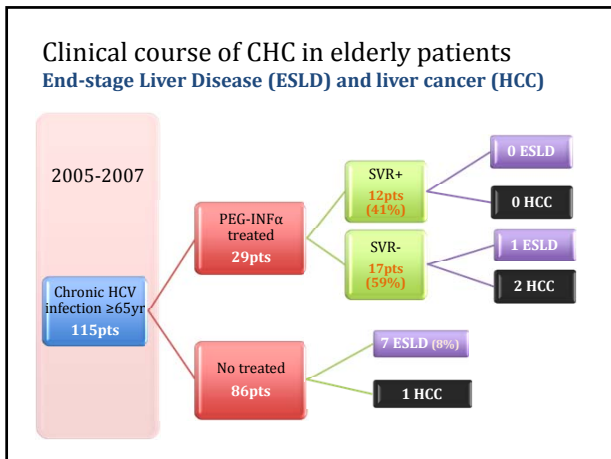 Clinical course of CHC in elderly patients
End-stage Liver Disease (ESLD) and liver cancer (HCC)
2005-2007
Chronic HCV
infection ≥65yr
115pts
PEG-INFα
treated
29pts
SVR+
12pts
(41%)
0 ESLD
0 HCC
SVR-
17pts
(59%)
1 ESLD
2 HCC
No treated
86pts
7 ESLD (8%)
1 HCC